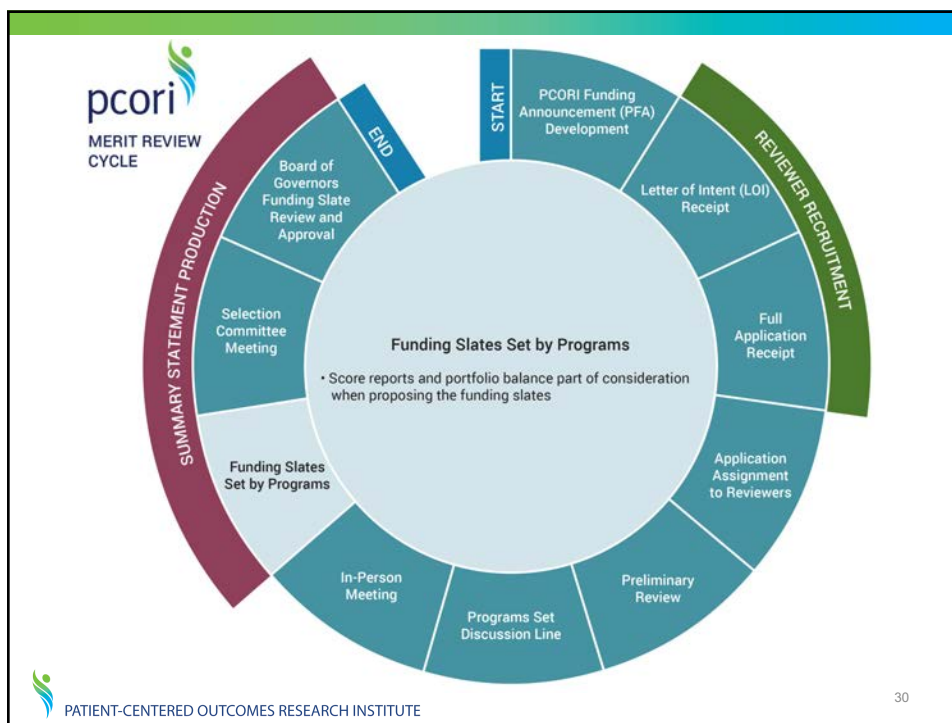 pcori
MERIT REVIEW
CYCLE
START
PCORI Funding
Announcement (PFA)
Development
REVIEWER RECRUITMENT
Letter of Intent (LOI)
Receipt
Full
Application
Receipt
Application
Assignment
to Reviewers
Preliminary
Review
Programs Set
Discussion Line
In-Person
Meeting
SUMMARY STATEMENT PRODUCTION
Funding Slates
Set by Programs
Selection
Committee
Meeting
Board of
Governors
Funding Slate
Review and
Approval
END
Funding Slates Set by Programs
• Score reports and portfolio balance part of consideration
when proposing the funding slates
PATIENT-CENTERED OUTCOMES RESEARCH INSTITUTE
30